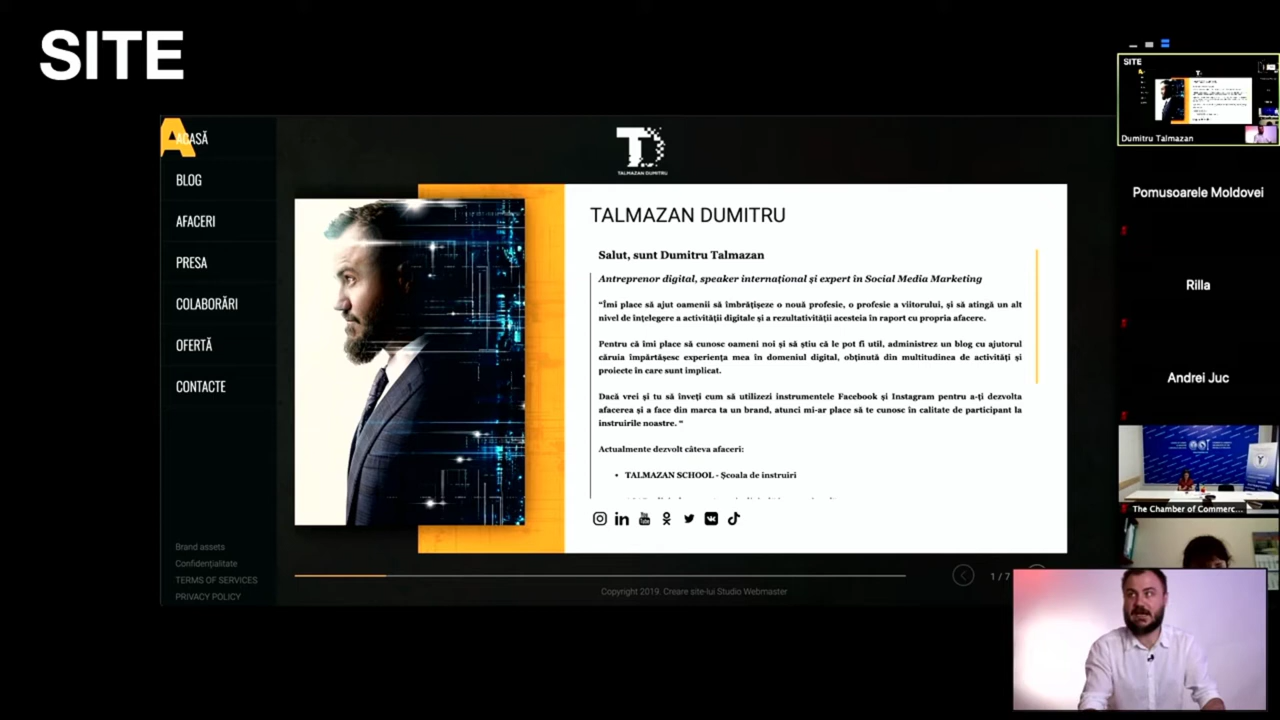 SITE
ACASĂ
BLOG
AFACERI
PRESA
COLABORĂRI
OFERTĂ
CONTACTE
Brand assets
Confidențialitate
TERMS OF SERVICES
PRIVACY POLICY
TD
TALMAZAN DUMITRU
TALMAZAN DUMITRU
Salut, sunt Dumitru Talmazan
Antreprenor digital, speaker internațional și expert în Social Media Marketing
"Îmi place să ajut oamenii să îmbrățișeze o nouă profesie, o profesie a viitorului, și să atingă un alt
nivel de înțelegere a activității digitale și a rezultativității acesteia în raport cu propria afacere.
Pentru că îmi place să cunosc oameni noi și să știu că le pot fi util, administrez un blog cu ajutorul
căruia împărtășesc experiența mea în domeniul digital, obținută din multitudinea de activități și
proiecte în care sunt implicat.
Dacă vrei și tu să înveți cum să utilizezi instrumentele Facebook și Instagram pentru a-ți dezvolta
afacerea și a face din marca ta un brand, atunci mi-ar place să te cunosc în calitate de participant la
instruirile noastre. "
Actualmente dezvolt câteva afaceri:
• TALMAZAN SCHOOL - Școala de instruiri
1 / 7
Copyright 2019. Creare site-lui Studio Webmaster
SITE
Dumitru Talmazan
Pomusoarele Moldovei
Rilla
Andrei Juc
The Chamber of Commerc...